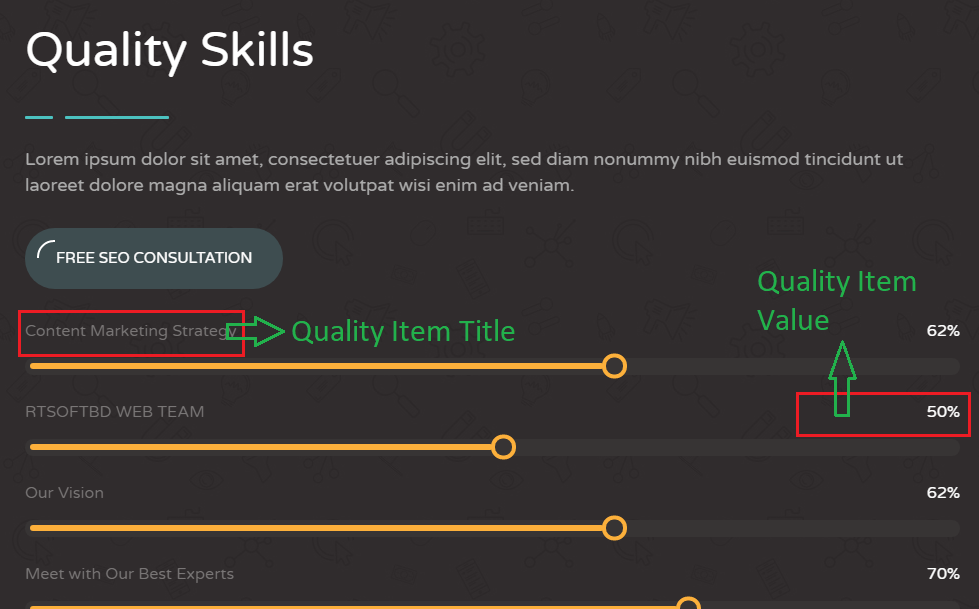 Quality Skills
Lorem ipsum dolor sit amet, consectetuer adipiscing elit, sed diam nonummy nibh euismod tincidunt ut
laoreet dolore magna aliquam erat volutpat wisi enim ad veniam.
FREE SEO CONSULTATION
Quality Item
Value
Content Marketing Strategy
Quality Item Title
62%
RTSOFTBD WEB TEAM
50%
Our Vision
62%
Meet with Our Best Experts
70%